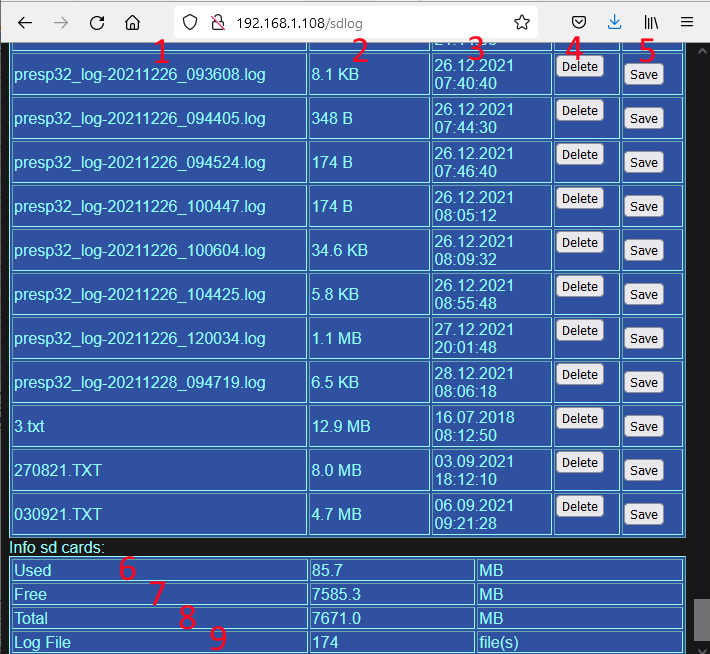 192.168.1.108/sdlog
1 2 3 4 5
presp32_log-20211226_093608.log 8.1 KB 26.12.2021 07:40:40 Delete Save
presp32_log-20211226_094405.log 348 B 26.12.2021 07:44:30 Delete Save
presp32_log-20211226_094524.log 174 B 26.12.2021 07:46:40 Delete Save
presp32_log-20211226_100447.log 174 B 26.12.2021 08:05:12 Delete Save
presp32_log-20211226_100604.log 34.6 KB 26.12.2021 08:09:32 Delete Save
presp32_log-20211226_104425.log 5.8 KB 26.12.2021 08:55:48 Delete Save
presp32_log-20211226_120034.log 1.1 MB 27.12.2021 20:01:48 Delete Save
presp32_log-20211228_094719.log 6.5 KB 28.12.2021 08:06:18 Delete Save
3.txt 12.9 MB 16.07.2018 08:12:50 Delete Save
270821.TXT 8.0 MB 03.09.2021 18:12:10 Delete Save
030921.TXT 4.7 MB 06.09.2021 09:21:28 Delete Save
Info sd cards:
Used 6 85.7 MB
Free 7 7585.3 MB
Total 8 7671.0 MB
Log File 9 174 file(s)